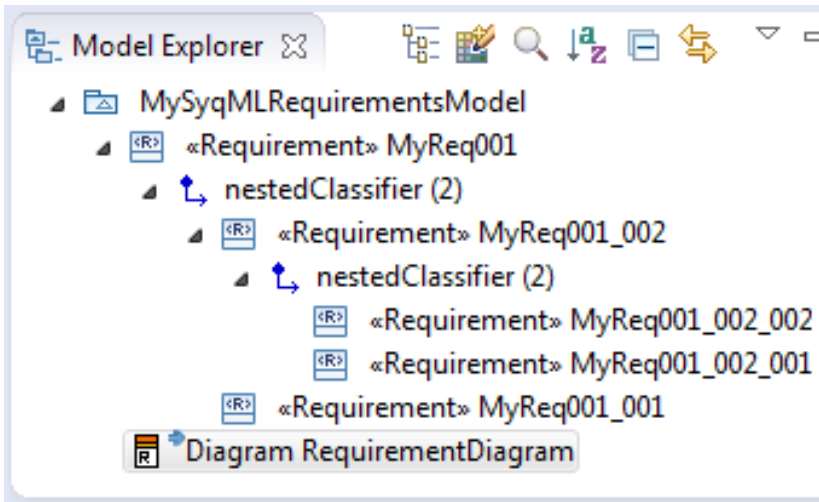 Model Explorer
MySyqMLRequirementsModel
«Requirement» MyReq001
nestedClassifier (2)
«Requirement» MyReq001_002
nestedClassifier (2)
«Requirement» MyReq001_002_002
«Requirement» MyReq001_002_001
«Requirement» MyReq001_001
Diagram RequirementDiagram